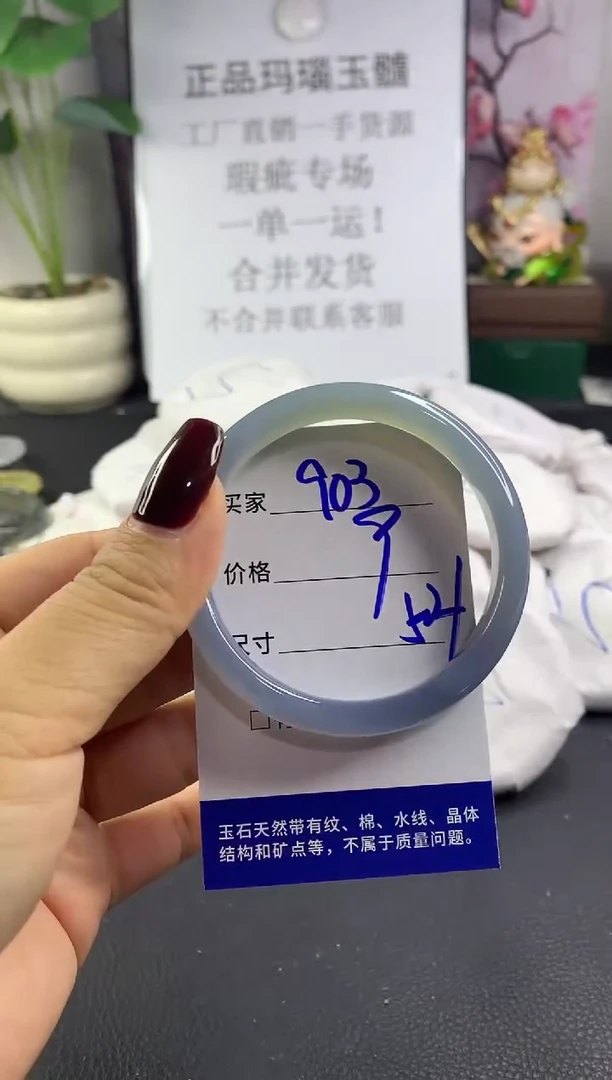 正品玛瑙玉髓
工厂直销一手货源
瑕疵专场
一单一运!
合并发货
不合并联系客服
买家 903
价格
尺寸 54
玉石天然带有纹、棉、水线、晶体
结构和矿点等，不属于质量问题。